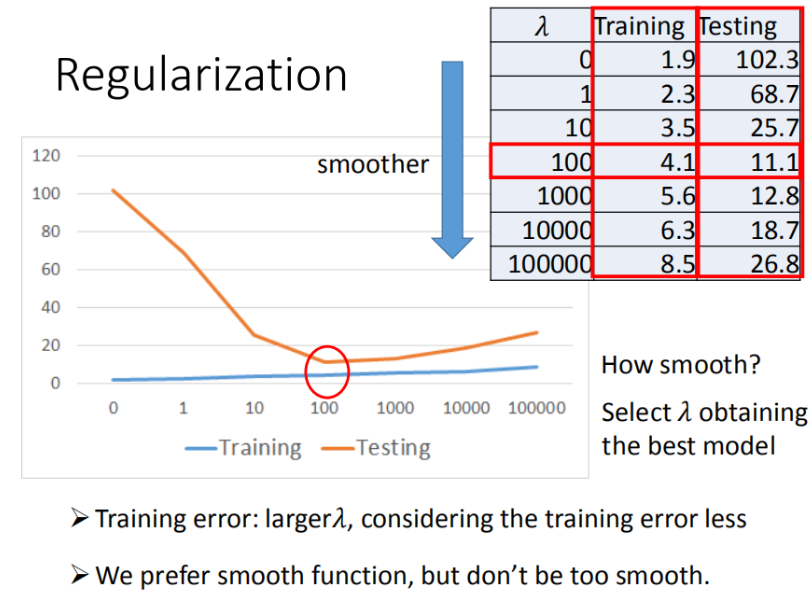 Regularization
λ Training Testing
0 1.9 102.3
1 2.3 68.7
10 3.5 25.7
100 4.1 11.1
1000 5.6 12.8
10000 6.3 18.7
100000 8.5 26.8
smoother
120
100
80
60
40
20
0
0 1 10 100 1000 10000 100000
Training Testing
How smooth?
Select λ obtaining
the best model
➢ Training error: largerλ, considering the training error less
➢ We prefer smooth function, but don’t be too smooth.